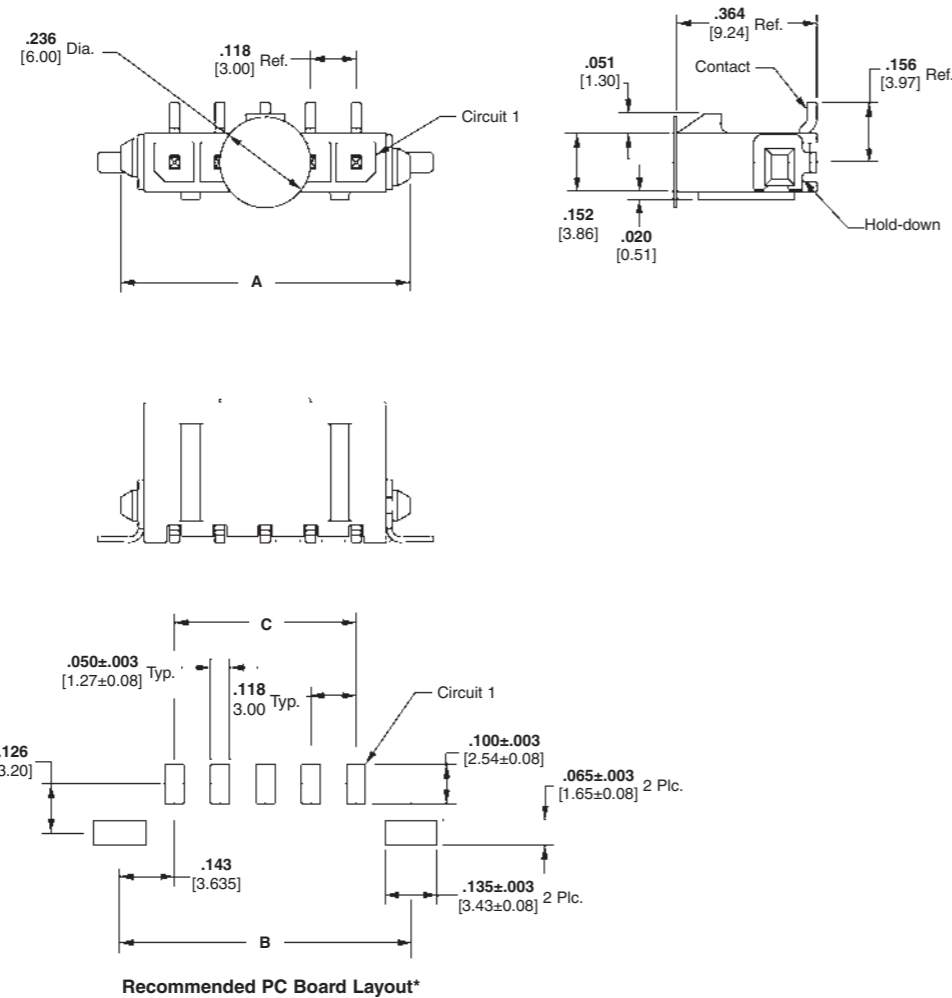 .236
[6.00] Dia.
.118
[3.00] Ref.
Circuit 1
A
.364
[9.24] Ref.
.051
[1.30]
Contact
.156
[3.97] Ref.
.152
[3.86]
.020
[0.51]
Hold-down
C
.050±.003
[1.27±0.08] Typ.
.118
3.00 Typ.
Circuit 1
.126
3.20]
.100±.003
[2.54±0.08]
.065±.003
[1.65±0.08] 2 Plc.
.143
[3.635]
.135±.003
[3.43±0.08] 2 Plc.
B
Recommended PC Board Layout*